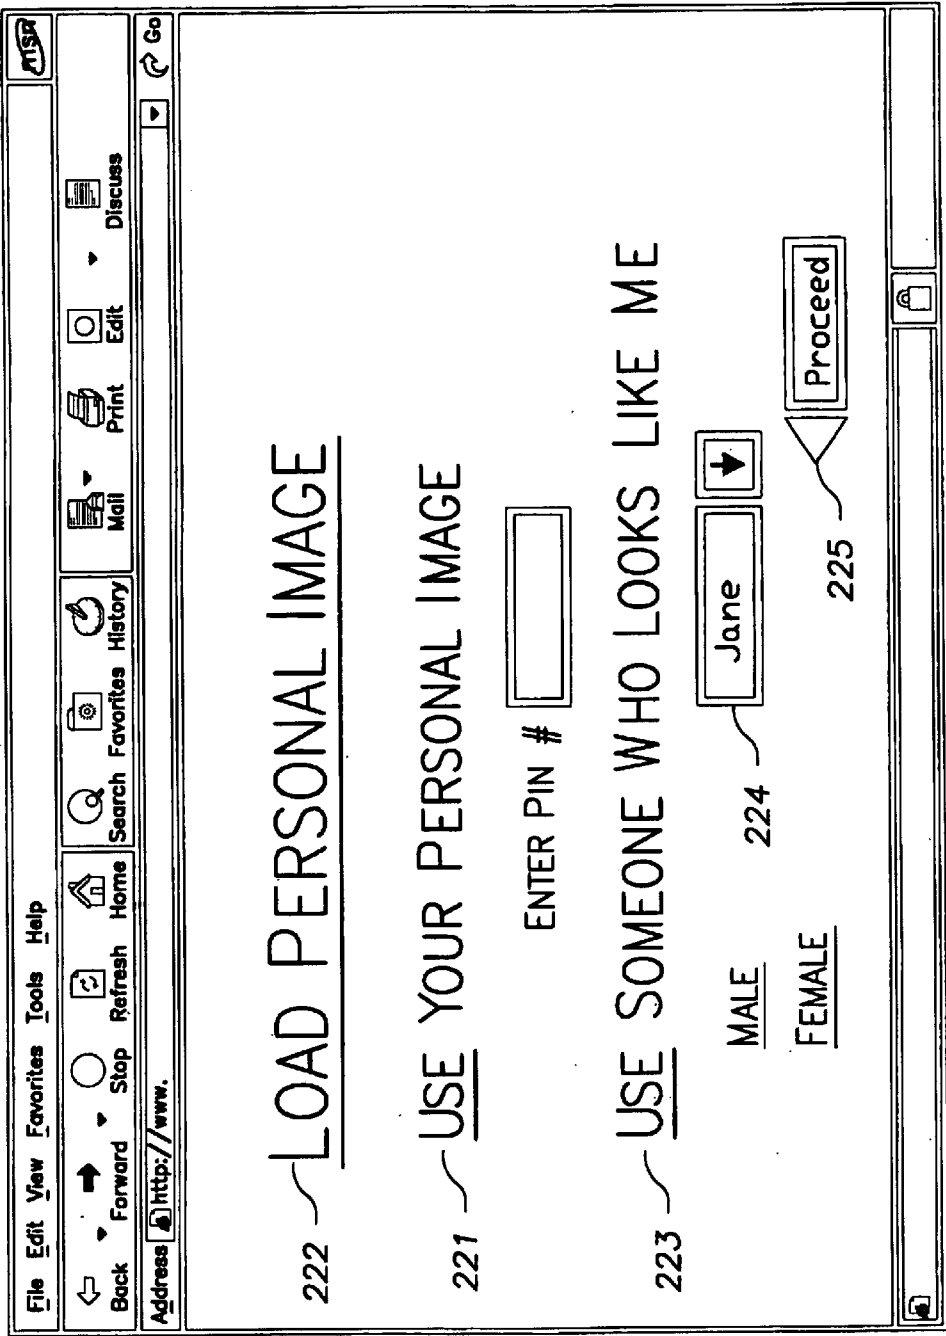 File Edit View Favorites Tools Help
Back Forward Stop Refresh Home Search Favorites History Mail Print Edit Discuss
Address http://www. Go
222 LOAD PERSONAL IMAGE
221 USE YOUR PERSONAL IMAGE
ENTER PIN #
223 USE SOMEONE WHO LOOKS LIKE ME
MALE 224 Jane
FEMALE 225 Proceed